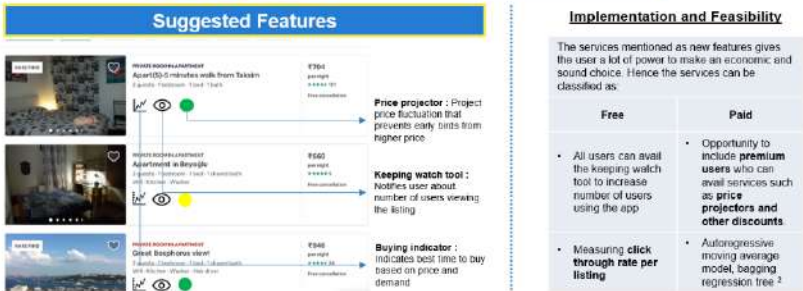 Suggested Features
PRIVATE ROOM IN APARTMENT
Apart(5)-5 minutes walk from Taksim
₹704
per night
Free cancellation
Price projector : Project
price fluctuation that
prevents early birds from
higher price
Apartment in Beyoğlu
₹560
per night
Free cancellation
Keeping watch tool :
Notifies user about
number of users viewing
the listing
Great Bosphorus view!
₹946
per night
Free cancellation
Buying indicator :
Indicates best time to buy
based on price and
demand
Implementation and Feasibility
The services mentioned as new features gives
the user a lot of power to make an economic and
sound choice. Hence the services can be
classified as:
Free
Paid
• All users can avail
the keeping watch
tool to increase
number of users
using the app
• Opportunity to
include premium
users who can
avail services such
as price
projectors and
other discounts
• Measuring click
through rate per
listing
• Autoregressive
moving average
model, bagging
regression tree 2